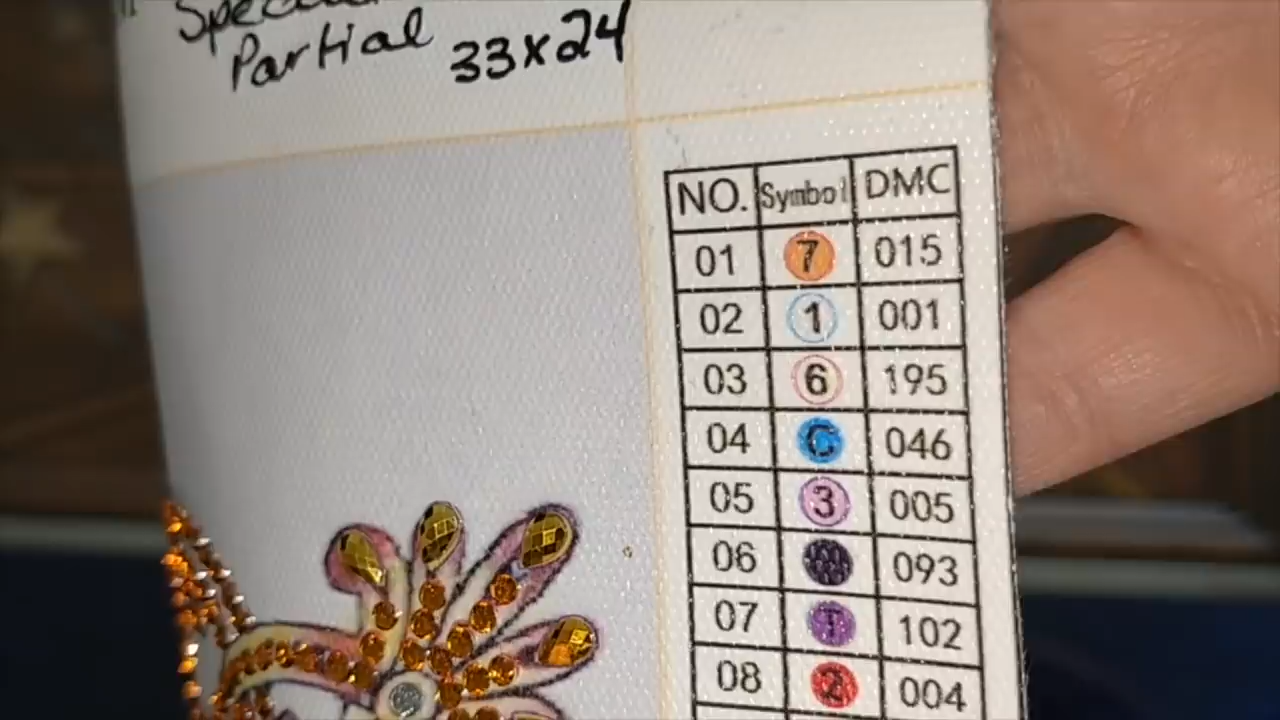 Partial 33x24
NO. Symbol DMC
01 7 015
02 1 001
03 6 195
04 C 046
05 3 005
06 093
07 T 102
08 2 004